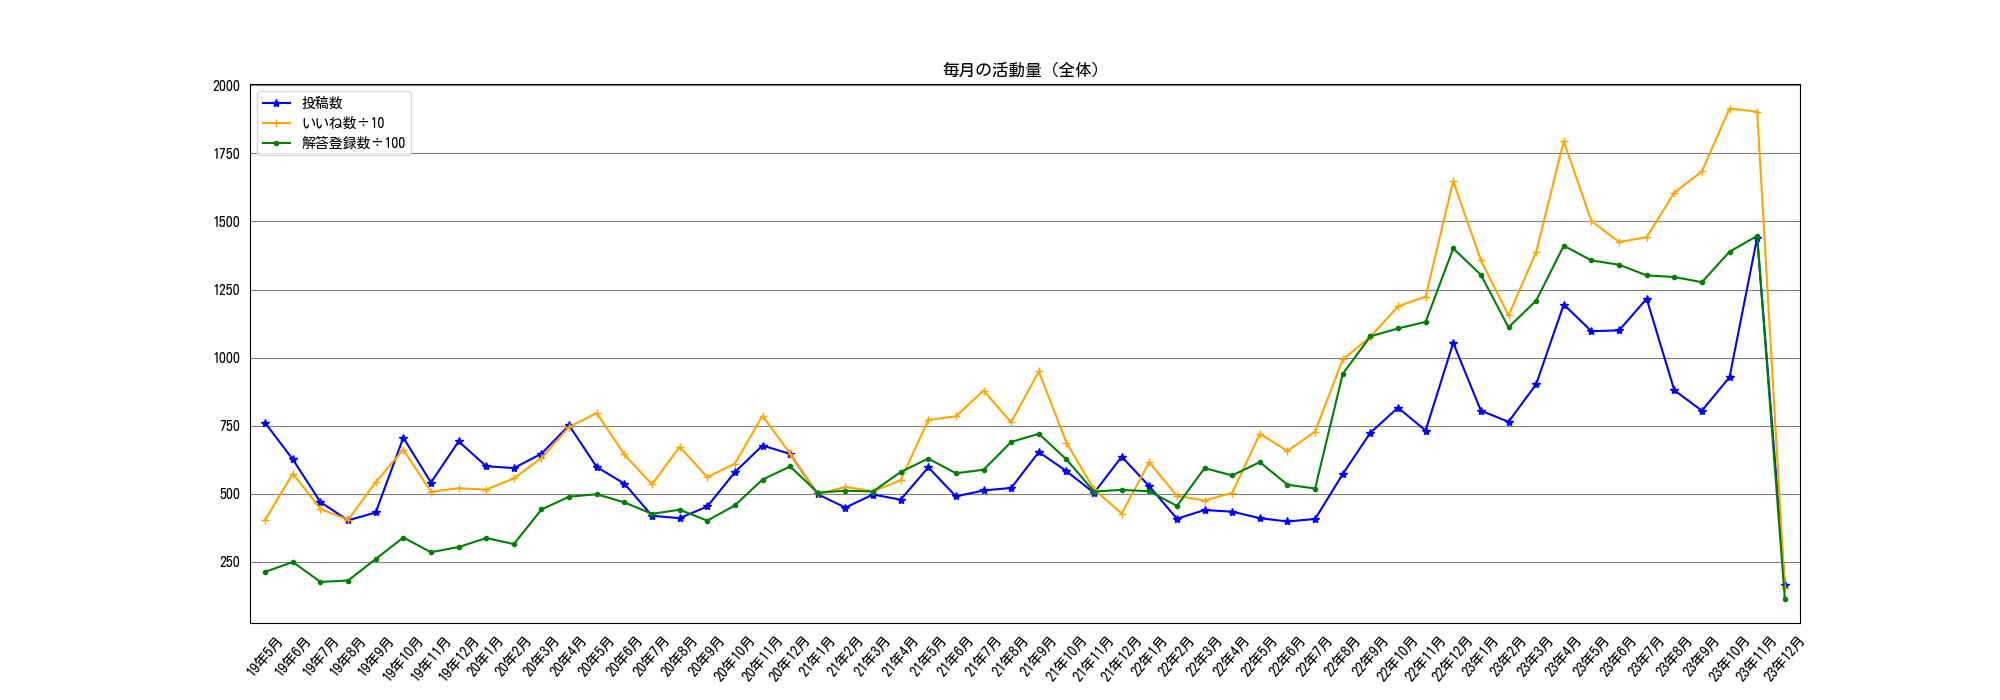 毎月の活動量（全体）
2000
1750
1500
1250
1000
750
500
250
投稿数
いいね数÷10
解答登録数÷100
19年5月
19年6月
19年7月
19年8月
19年9月
19年10月
19年11月
19年12月
20年1月
20年2月
20年3月
20年4月
20年5月
20年6月
20年7月
20年8月
20年9月
20年10月
20年11月
20年12月
21年1月
21年2月
21年3月
21年4月
21年5月
21年6月
21年7月
21年8月
21年9月
21年10月
21年11月
21年12月
22年1月
22年2月
22年3月
22年4月
22年5月
22年6月
22年7月
22年8月
22年9月
22年10月
22年11月
22年12月
23年1月
23年2月
23年3月
23年4月
23年5月
23年6月
23年7月
23年8月
23年9月
23年10月
23年11月
23年12月